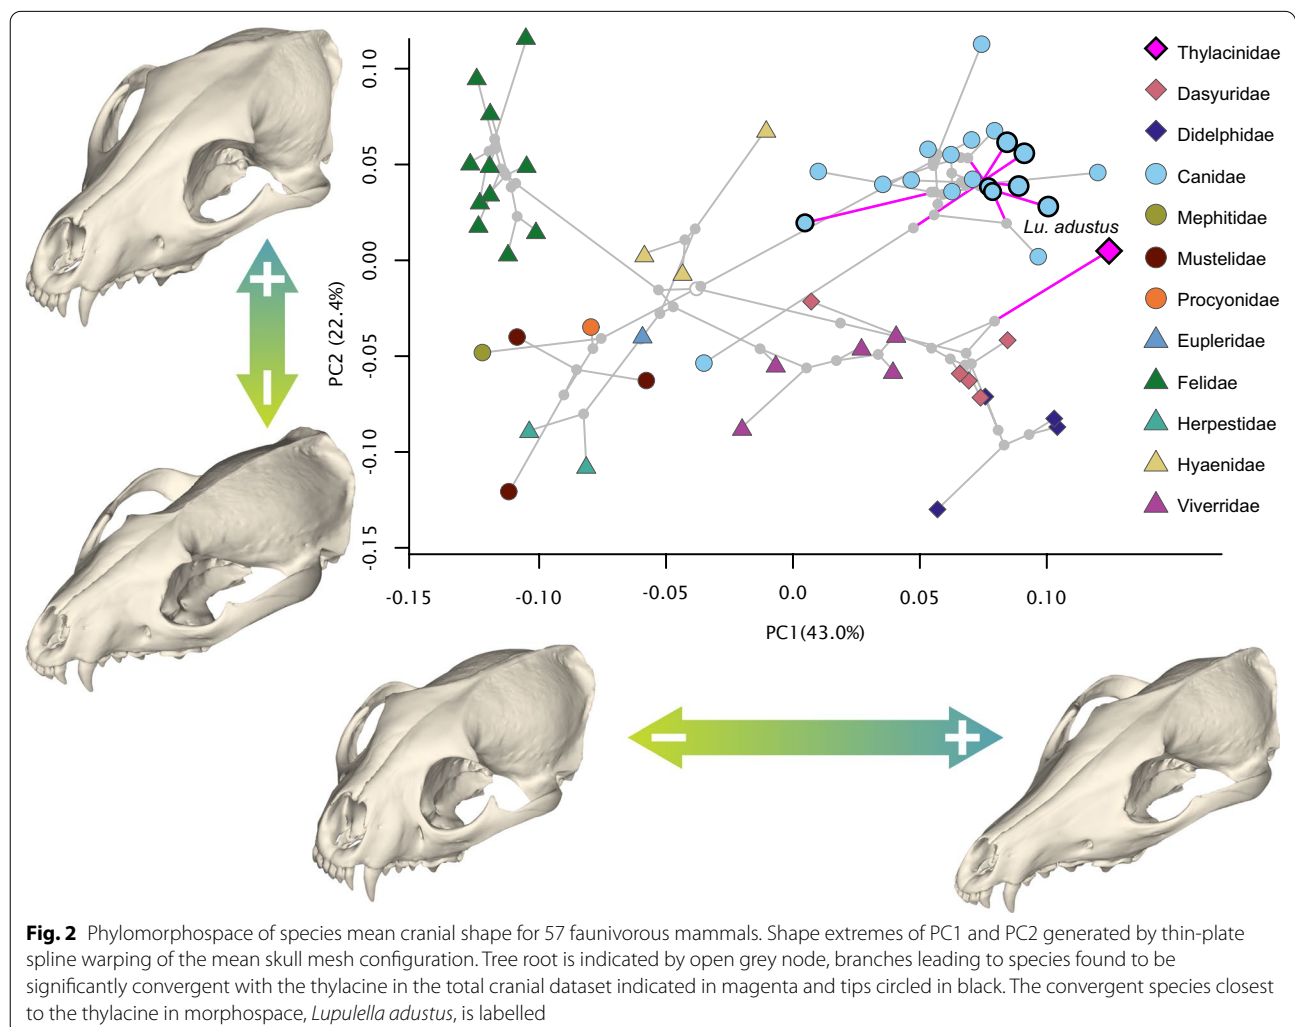 0.10
0.05
0.00
-0.05
-0.10
-0.15
PC2 (22.4%)
-0.15
-0.10
-0.05
0.0
0.05
0.10
PC1(43.0%)
Lu. adustus
Thylacinidae
Dasyuridae
Didelphidae
Canidae
Mephitidae
Mustelidae
Procyonidae
Eupleridae
Felidae
Herpestidae
Hyaenidae
Viverridae
+
−
−
+
Fig. 2 Phylomorphospace of species mean cranial shape for 57 faunivorous mammals. Shape extremes of PC1 and PC2 generated by thin-plate
spline warping of the mean skull mesh configuration. Tree root is indicated by open grey node, branches leading to species found to be
significantly convergent with the thylacine in the total cranial dataset indicated in magenta and tips circled in black. The convergent species closest
to the thylacine in morphospace, Lupulella adustus, is labelled